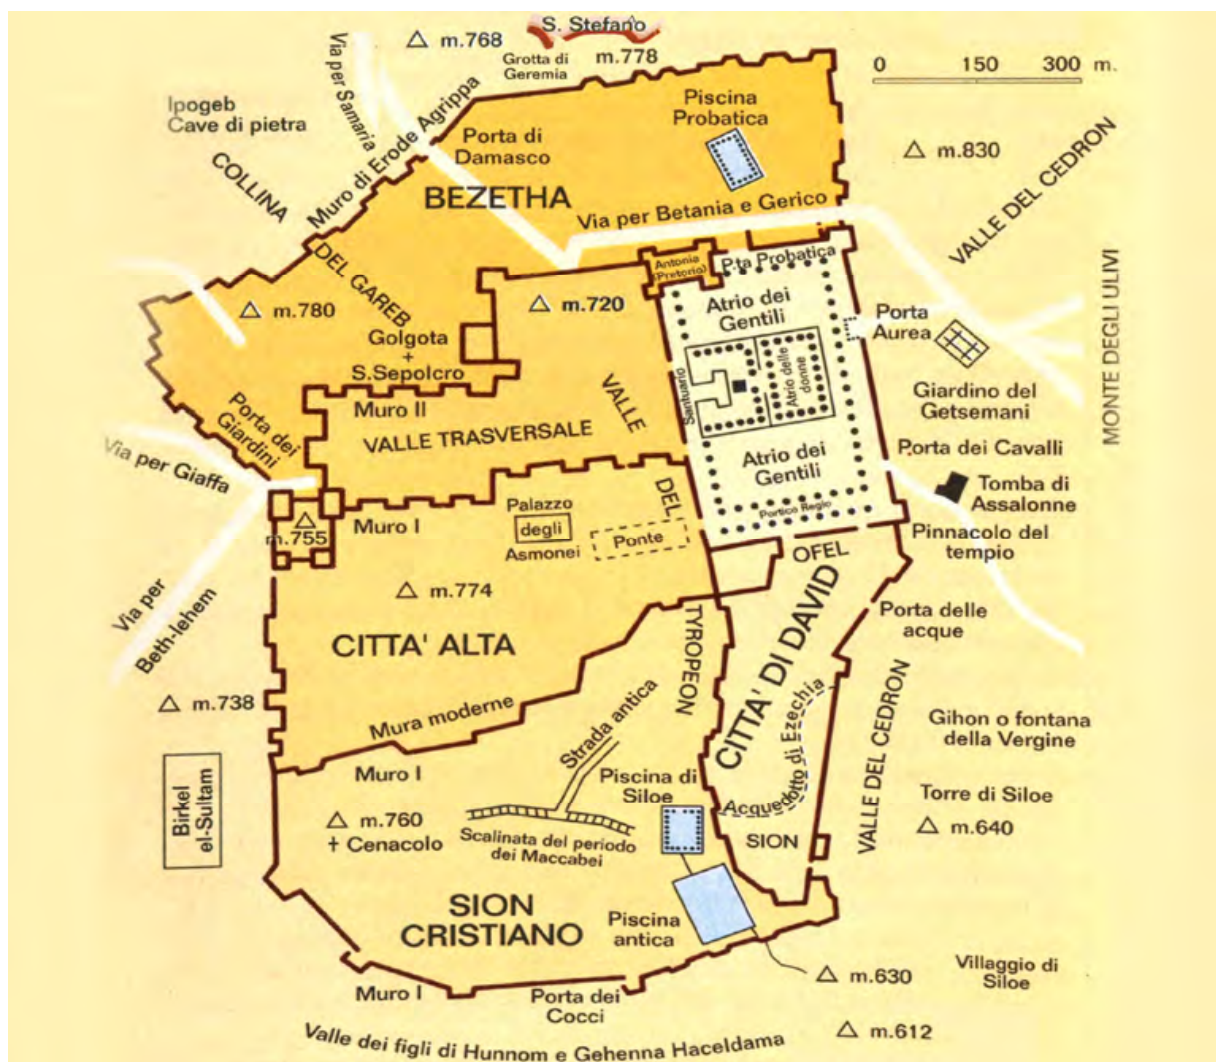 S. Stefano
m.768
Grotta di
Geremia
m.778
0 150 300 m.
Via per Samaria
Ipogeb
Cave di pietra
Muro di Erode Agrippa
COLLINA
DEL GAREB
Porta di
Damasco
Piscina
Probatica
BEZETHA
m.830
VALLE DEL CEDRON
Via per Betania e Gerico
MONTE DEGLI ULIVI
Antonia
(Pretorio)
P.ta Probatica
m.780
m.720
Atrio dei
Gentili
Porta
Aurea
Golgota
+
S.Sepolcro
Santuario
Atrio delle
donne
Giardino del
Getsemani
Porta dei
Giardini
Muro II
VALLE TRASVERSALE
VALLE
DEL
TYROPEON
Atrio dei
Gentili
Porta dei Cavalli
Via per Giaffa
Tomba di
Assalonne
Portico Regio
m.755
Muro I
Palazzo
degli
Asmonei
Ponte
Pinnacolo del
tempio
OFEL
m.774
Via per
Beth-lehem
CITTA' ALTA
CITTA' DI DAVID
Porta delle
acque
m.738
Mura moderne
Strada antica
Acquedotto di Ezechia
VALLE DEL CEDRON
Gihon o fontana
della Vergine
Muro I
Piscina di
Siloe
Torre di Siloe
m.640
Birkel
el-Sultam
m.760
† Cenacolo
Scalinata del periodo
dei Maccabei
SION
SION
CRISTIANO
Piscina
antica
m.630
Villaggio di
Siloe
Muro I
Porta dei
Cocci
m.612
Valle dei figli di Hunnom e Gehenna Haceldama